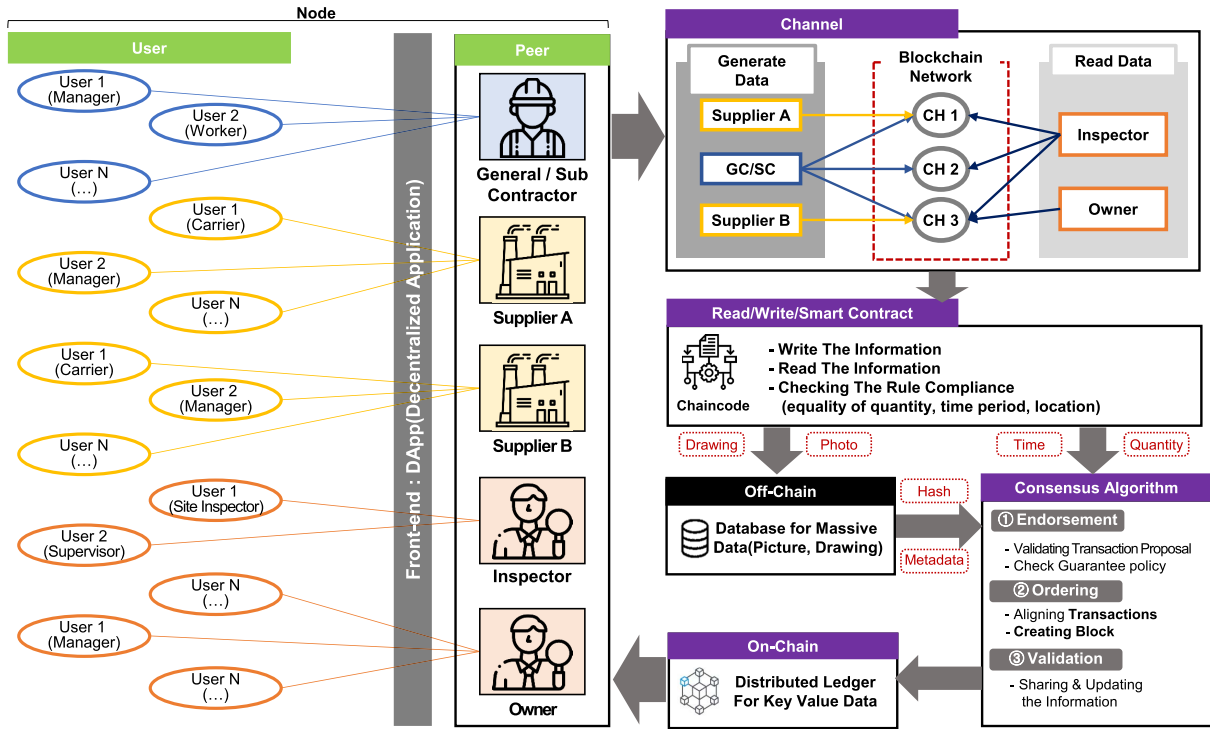 Node
User
User 1
(Manager)
User 2
(Worker)
User N
(…)
User 1
(Carrier)
User 2
(Manager)
User N
(…)
User 1
(Carrier)
User 2
(Manager)
User N
(…)
User 1
(Site Inspector)
User 2
(Supervisor)
User N
(…)
User 1
(Manager)
User N
(…)
Front-end : DApp(Decentralized Application)
Peer
General / Sub
Contractor
Supplier A
Supplier B
Inspector
Owner
Channel
Generate
Data
Supplier A
GC/SC
Supplier B
Blockchain
Network
CH 1
CH 2
CH 3
Read Data
Inspector
Owner
Read/Write/Smart Contract
Chaincode
- Write The Information
- Read The Information
- Checking The Rule Compliance
(equality of quantity, time period, location)
Drawing
Photo
Time
Quantity
Off-Chain
Database for Massive
Data(Picture, Drawing)
Hash
Metadata
Consensus Algorithm
① Endorsement
- Validating Transaction Proposal
- Check Guarantee policy
② Ordering
- Aligning Transactions
- Creating Block
③ Validation
- Sharing & Updating
the Information
On-Chain
Distributed Ledger
For Key Value Data